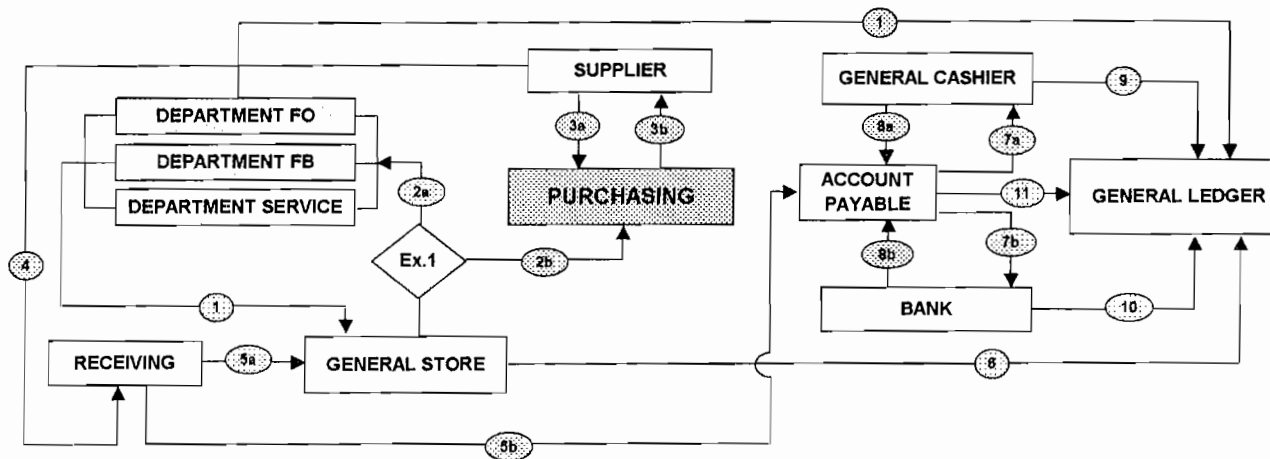 1
SUPPLIER
GENERAL CASHIER
9
DEPARTMENT FO
3a
3b
8a
7a
DEPARTMENT FB
2a
PURCHASING
ACCOUNT
PAYABLE
11
GENERAL LEDGER
DEPARTMENT SERVICE
4
Ex.1
2b
8b
7b
1
BANK
10
RECEIVING
5a
GENERAL STORE
6
5b